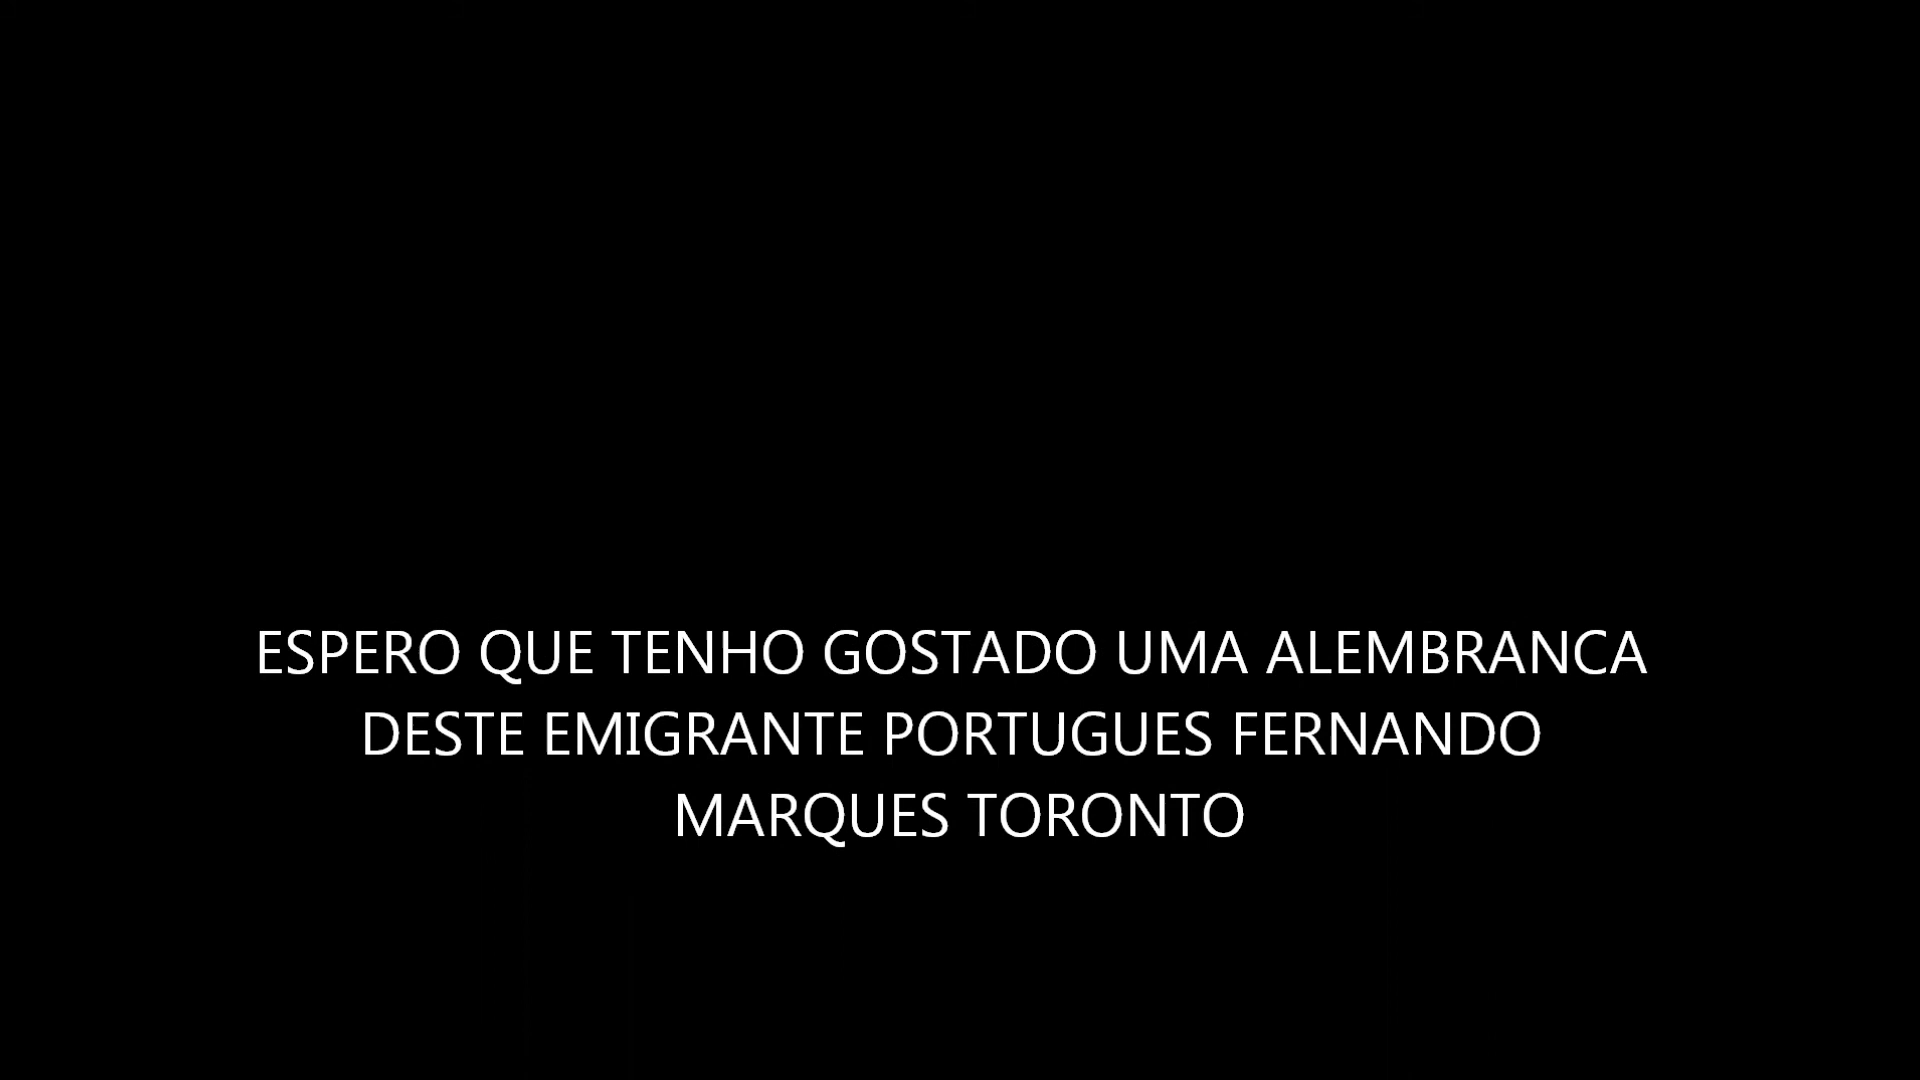 ESPERO QUE TENHO GOSTADO UMA ALEMBRANCA
DESTE EMIGRANTE PORTUGUES FERNANDO
MARQUES TORONTO